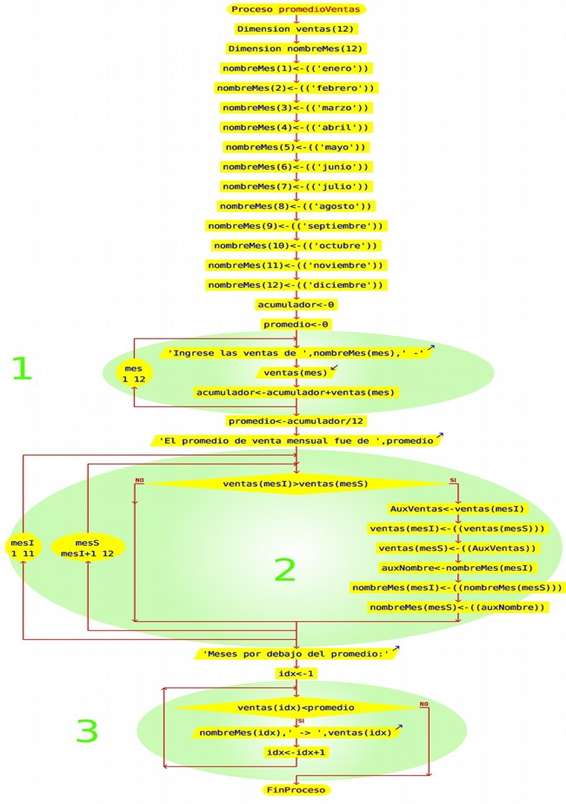 Proceso promedioVentas
Dimension ventas(12)
Dimension nombreMes(12)
nombreMes(1)<-(('enero'))
nombreMes(2)<-(('febrero'))
nombreMes(3)<-(('marzo'))
nombreMes(4)<-(('abril'))
nombreMes(5)<-(('mayo'))
nombreMes(6)<-(('junio'))
nombreMes(7)<-(('julio'))
nombreMes(8)<-(('agosto'))
nombreMes(9)<-(('septiembre'))
nombreMes(10)<-(('octubre'))
nombreMes(11)<-(('noviembre'))
nombreMes(12)<-(('diciembre'))
acumulador<-0
promedio<-0
1
mes
1 12
'Ingrese las ventas de ',nombreMes(mes),' -'
ventas(mes)
acumulador<-acumulador+ventas(mes)
promedio<-acumulador/12
'El promedio de venta mensual fue de ',promedio
mesI
1 11
mesS
mesI+1 12
NO
ventas(mesI)>ventas(mesS)
SI
AuxVentas<-ventas(mesI)
ventas(mesI)<-((ventas(mesS)))
ventas(mesS)<-((AuxVentas))
auxNombre<-nombreMes(mesI)
nombreMes(mesI)<-((nombreMes(mesS)))
nombreMes(mesS)<-((auxNombre))
2
'Meses por debajo del promedio:'
idx<-1
3
ventas(idx)<promedio
NO
SI
nombreMes(idx),' -> ',ventas(idx)
idx<-idx+1
FinProceso